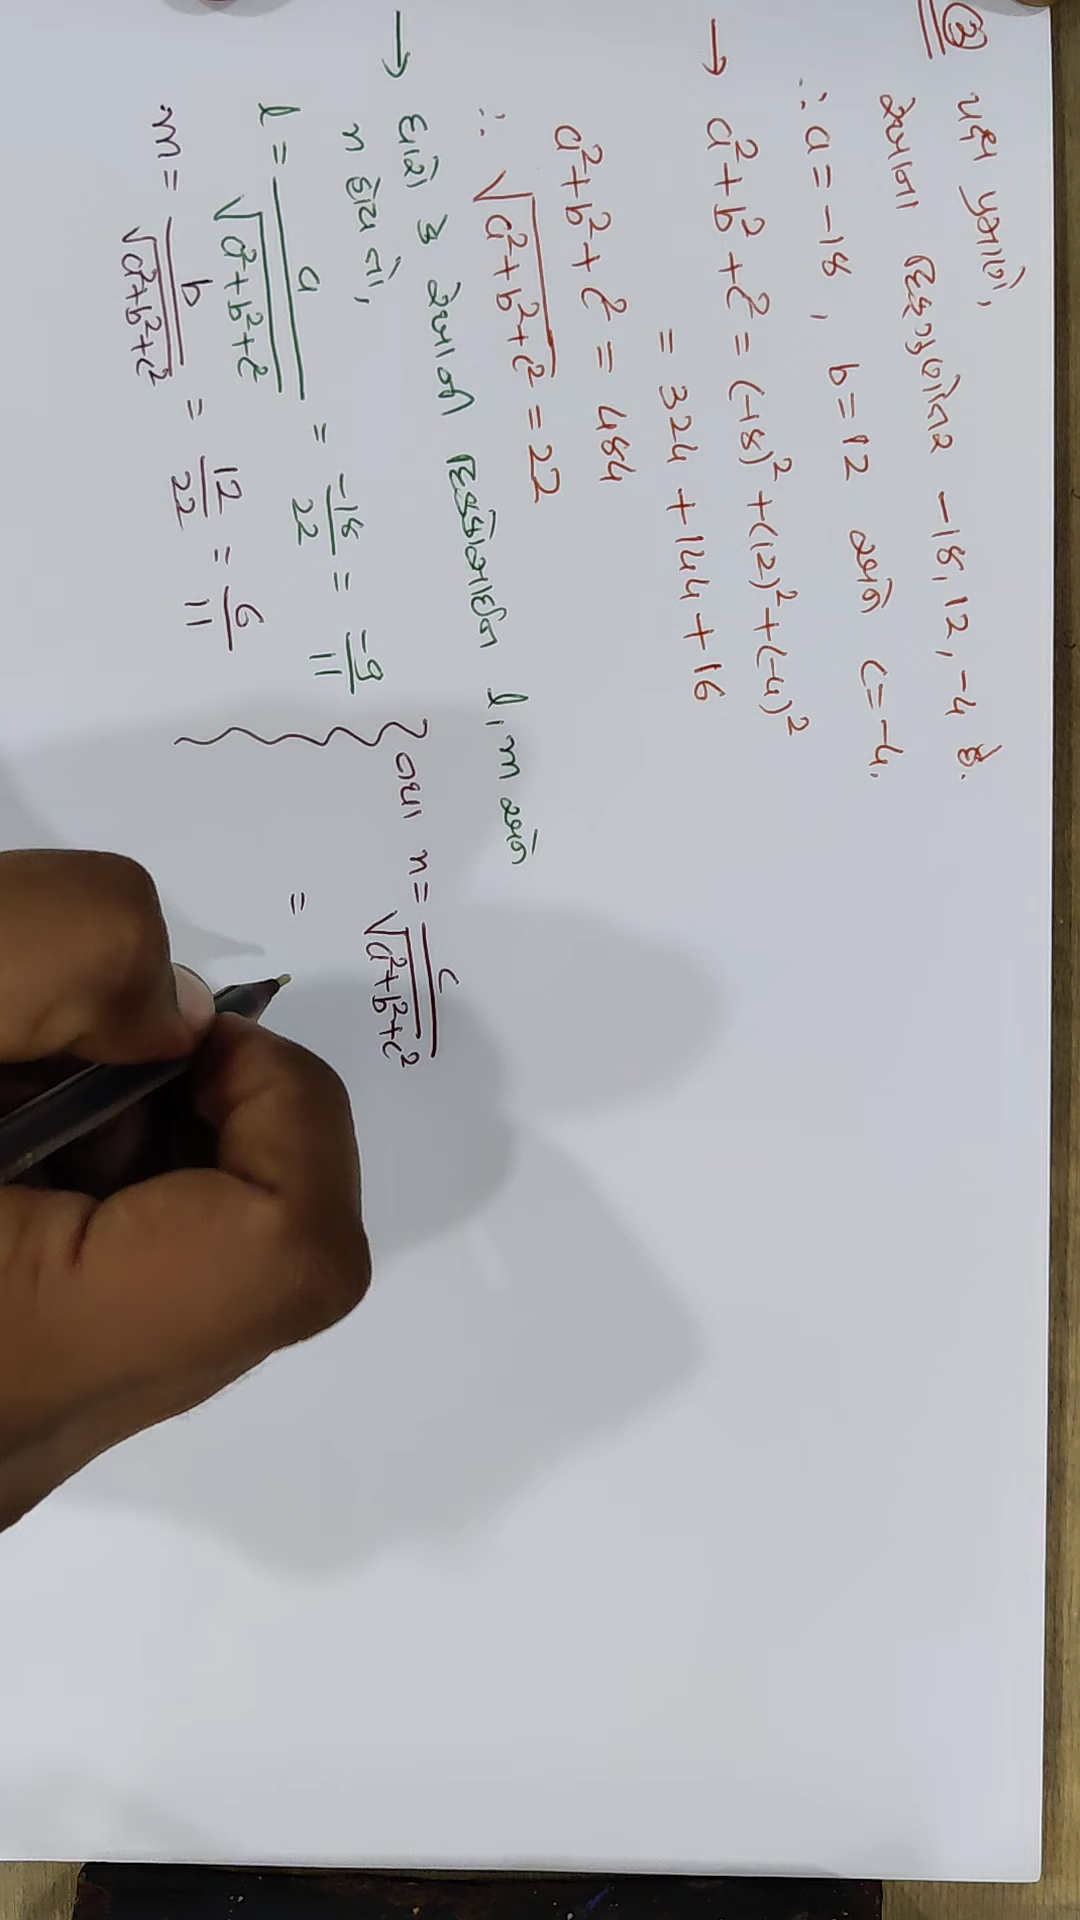 ③ પક્ષ પ્રમાણે,
રેખાના દિક્ગુણોત્તર -18, 12, -4 છે.
∴ a = -18 , b = 12 અને c = -4.
→ a² + b² + c² = (-18)² + (12)² + (-4)²
= 324 + 144 + 16
a² + b² + c² = 484
∴ √(a² + b² + c²) = 22
→ ધારો કે રેખાની દિક્કોસાઈન l, m અને
n હોય તો,
l = a/√(a² + b² + c²) = -18/22 = -9/11
m = b/√(a² + b² + c²) = 12/22 = 6/11
તથા n = c/√(a² + b² + c²)
=